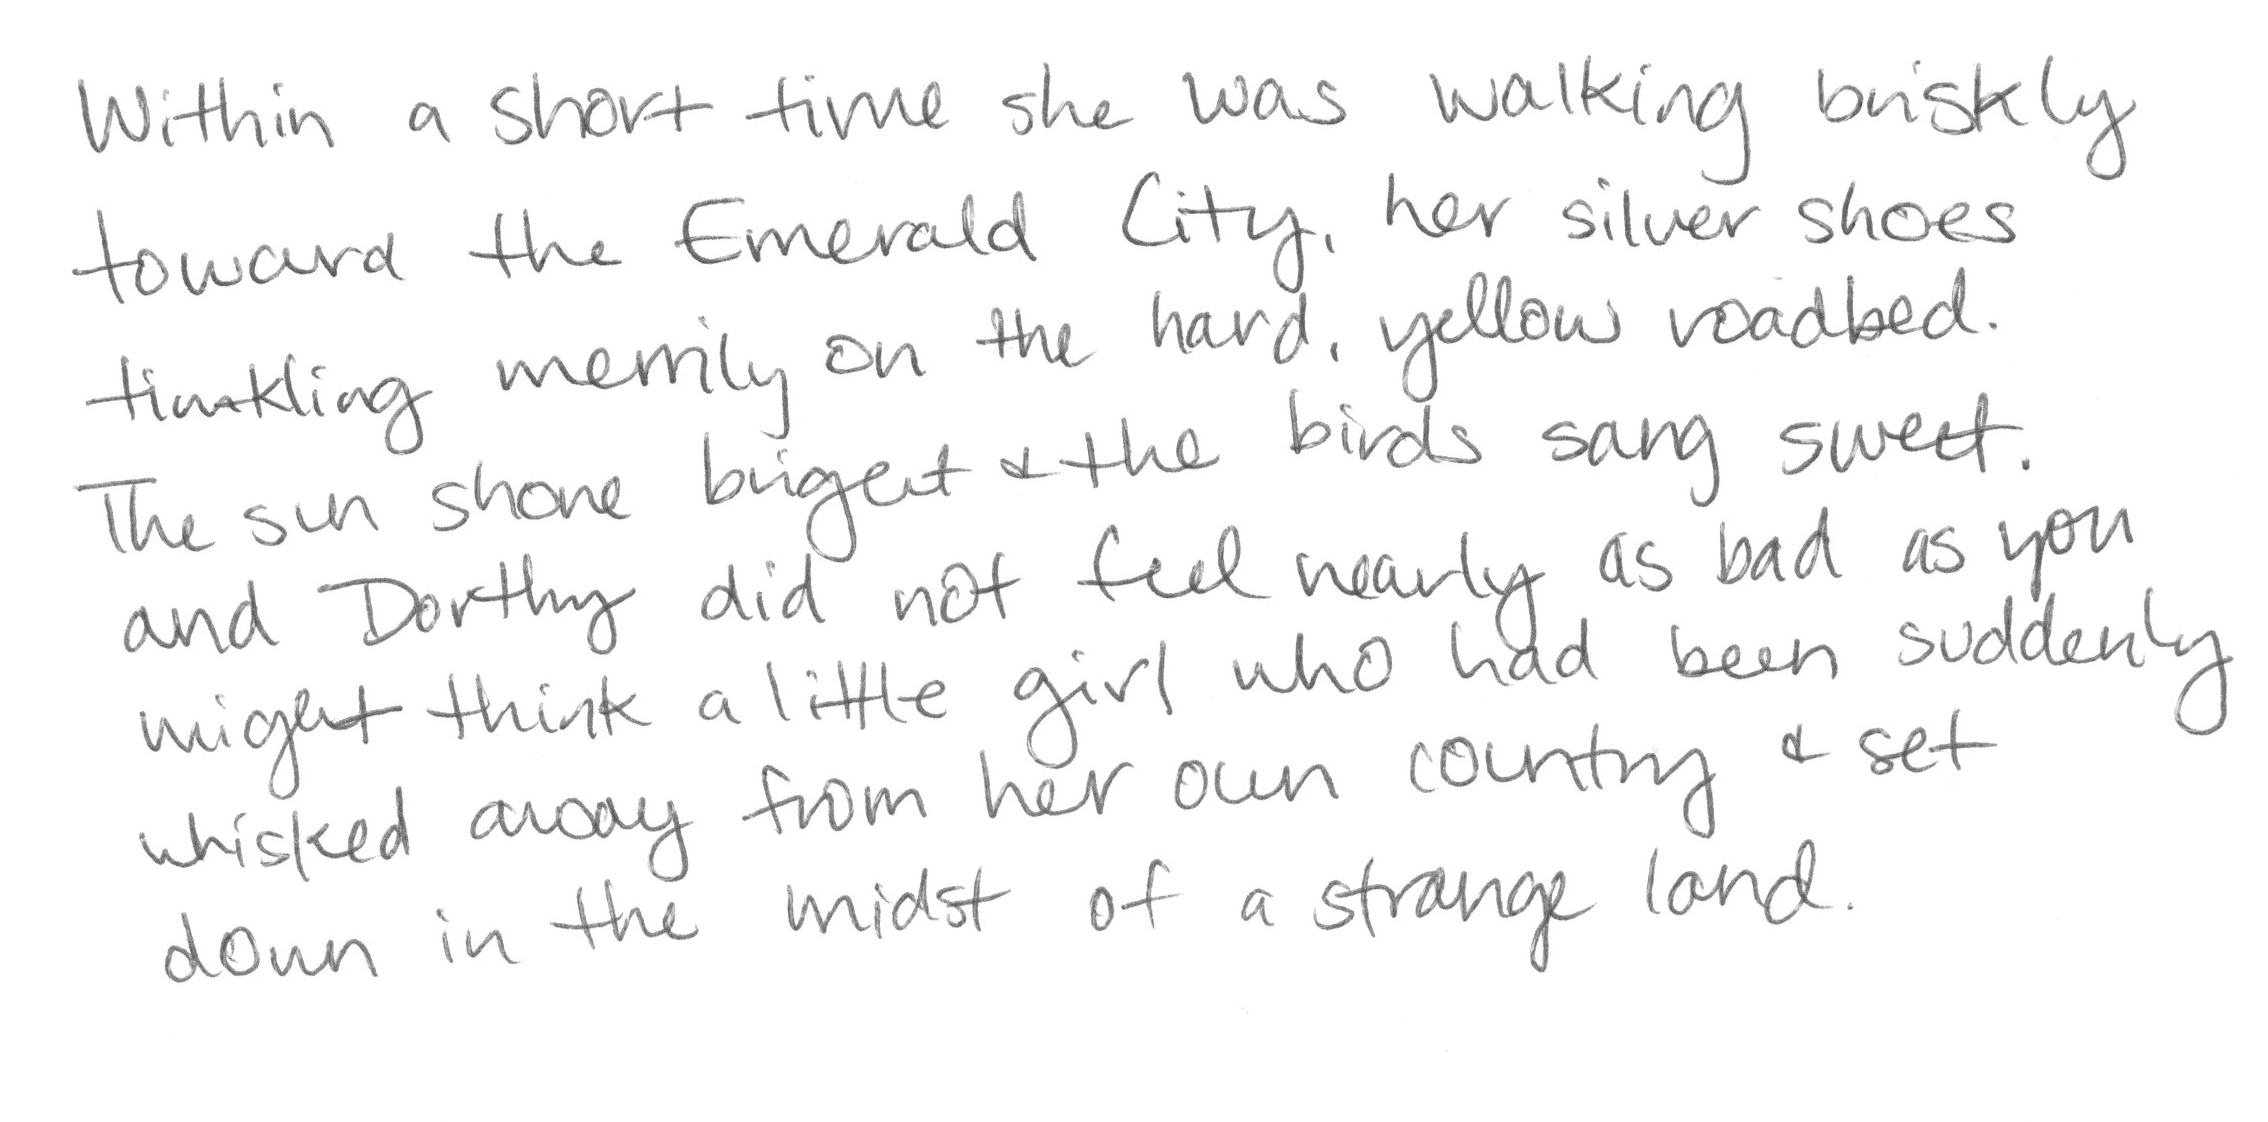 Within a short time she was walking briskly
toward the Emerald City, her silver shoes
tinkling merrily on the hard, yellow roadbed.
The sun shone bright & the birds sang sweet.
and Dorthy did not feel nearly as bad as you
might think a little girl who had been suddenly
whisked away from her own country & set
down in the midst of a strange land.